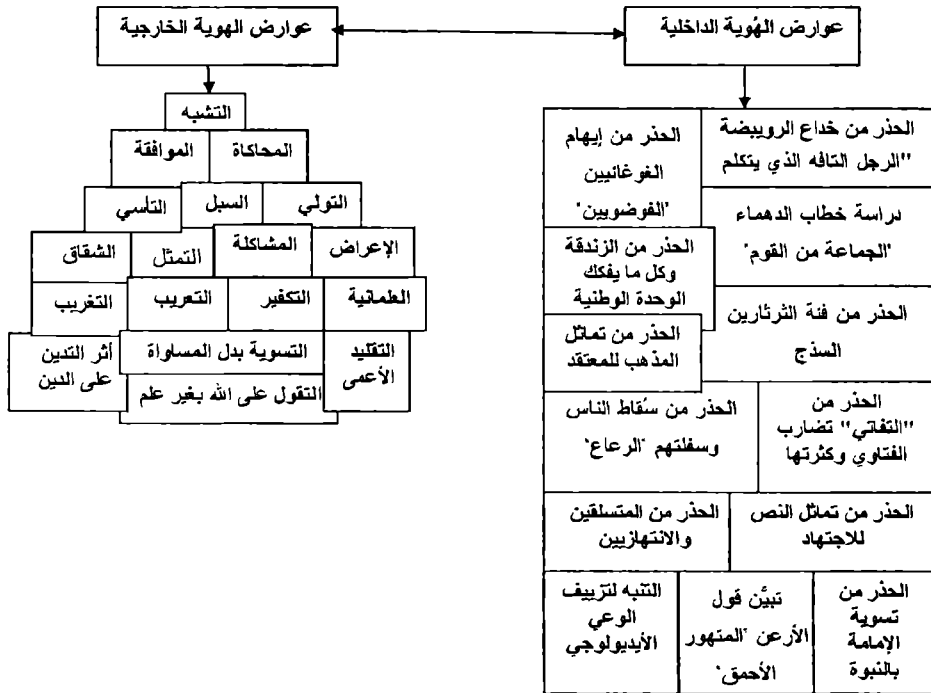 عوارض الهُوية الداخلية
الحذر من خداع الرويبضة
"الرجل التافه الذي يتكلم
الحذر من إيهام
الغوغائيين
"الفوضويين"
دراسة خطاب الدهماء
"الجماعة من القوم"
الحذر من الزندقة
وكل ما يفكك
الوحدة الوطنية
الحذر من فئة الثرثارين
السذج
الحذر من تماثل
المذهب للمعتقد
الحذر من
"التفاتي" تضارب
الفتاوي وكثرتها
الحذر من سُقاط الناس
وسفلتهم "الرعاع"
الحذر من تماثل النص
للاجتهاد
الحذر من المتسلقين
والانتهازيين
الحذر من
تسوية
الإمامة
بالنبوة
تبيَّن قول
الأرعن "المتهور
الأحمق"
التنبه لتزييف
الوعي
الأيديولوجي
عوارض الهوية الخارجية
التشبه
المحاكاة
الموافقة
التولي
السبل
التأسي
الإعراض
المشاكلة
التمثل
الشقاق
العلمانية
التكفير
التعريب
التغريب
التقليد
الأعمى
التسوية بدل المساواة
أثر التدين
على الدين
التقول على الله بغير علم